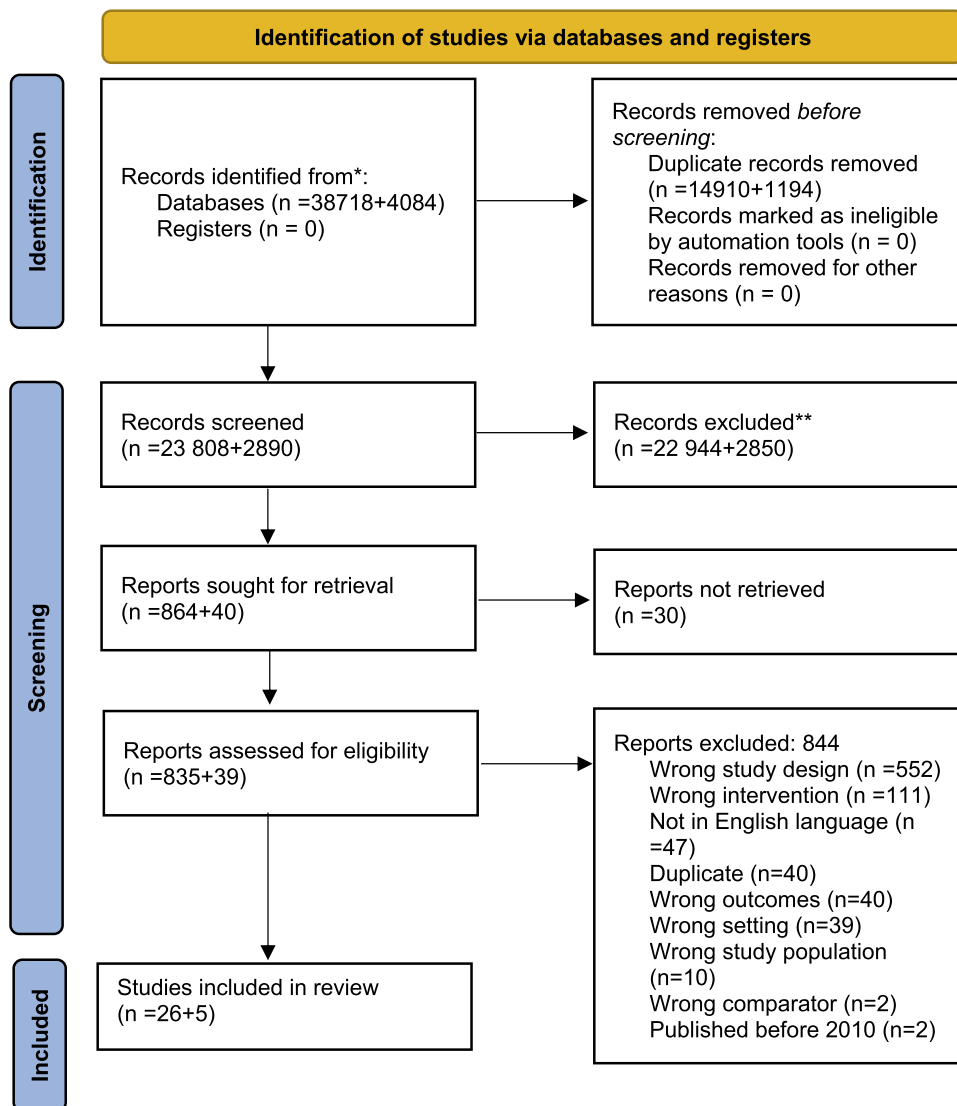 Identification of studies via databases and registers
Identification
Records identified from*:
Databases (n =38718+4084)
Registers (n = 0)
Records removed before
screening:
Duplicate records removed
(n =14910+1194)
Records marked as ineligible
by automation tools (n = 0)
Records removed for other
reasons (n = 0)
Screening
Records screened
(n =23 808+2890)
Records excluded**
(n =22 944+2850)
Reports sought for retrieval
(n =864+40)
Reports not retrieved
(n =30)
Reports assessed for eligibility
(n =835+39)
Reports excluded: 844
Wrong study design (n =552)
Wrong intervention (n =111)
Not in English language (n
=47)
Duplicate (n=40)
Wrong outcomes (n=40)
Wrong setting (n=39)
Wrong study population
(n=10)
Wrong comparator (n=2)
Published before 2010 (n=2)
Included
Studies included in review
(n =26+5)